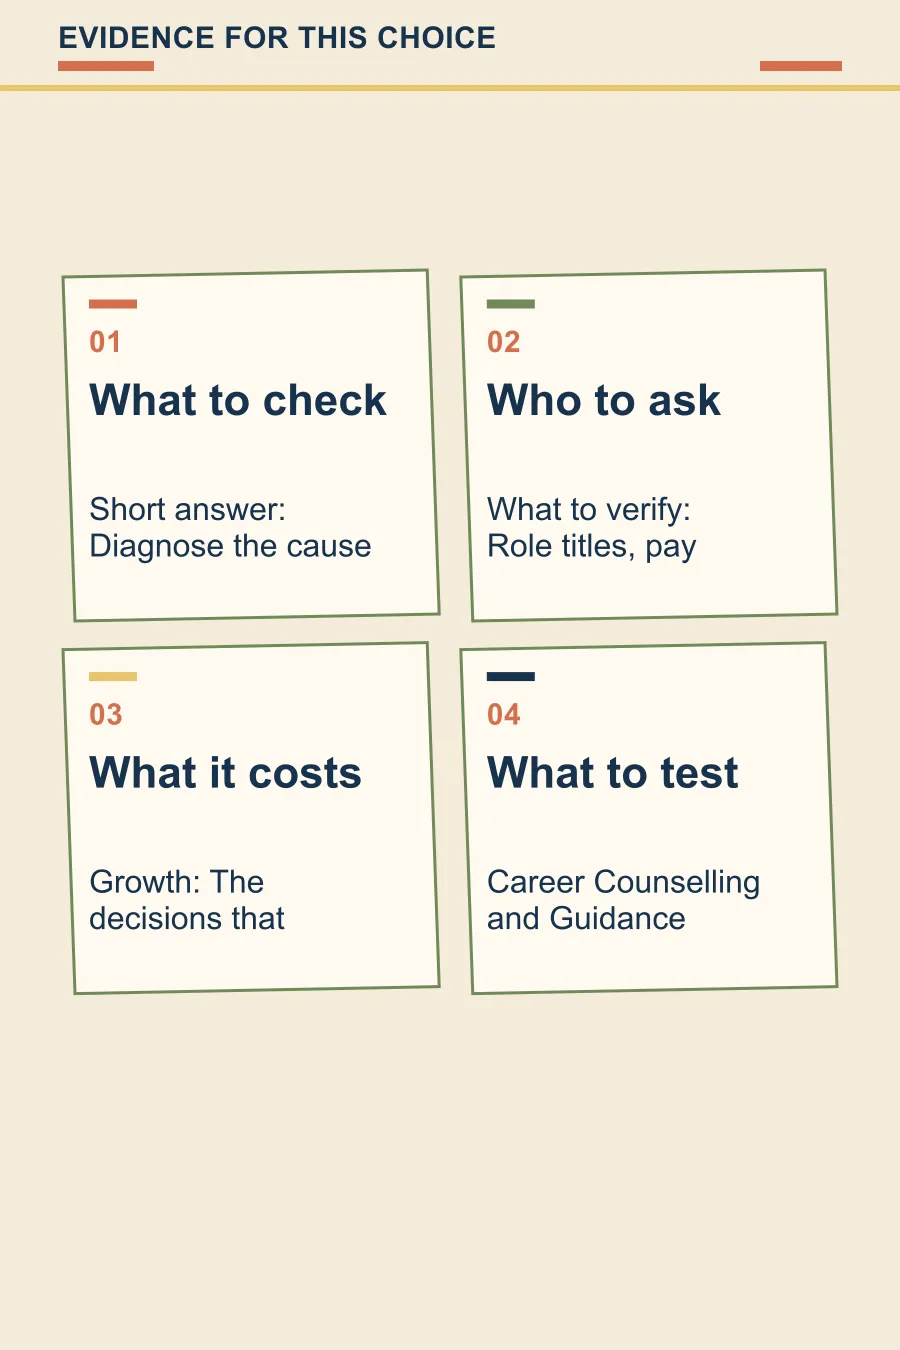 EVIDENCE FOR THIS CHOICE
01
What to check
Short answer:
Diagnose the cause
02
Who to ask
What to verify:
Role titles, pay
03
What it costs
Growth: The
decisions that
04
What to test
Career Counselling
and Guidance